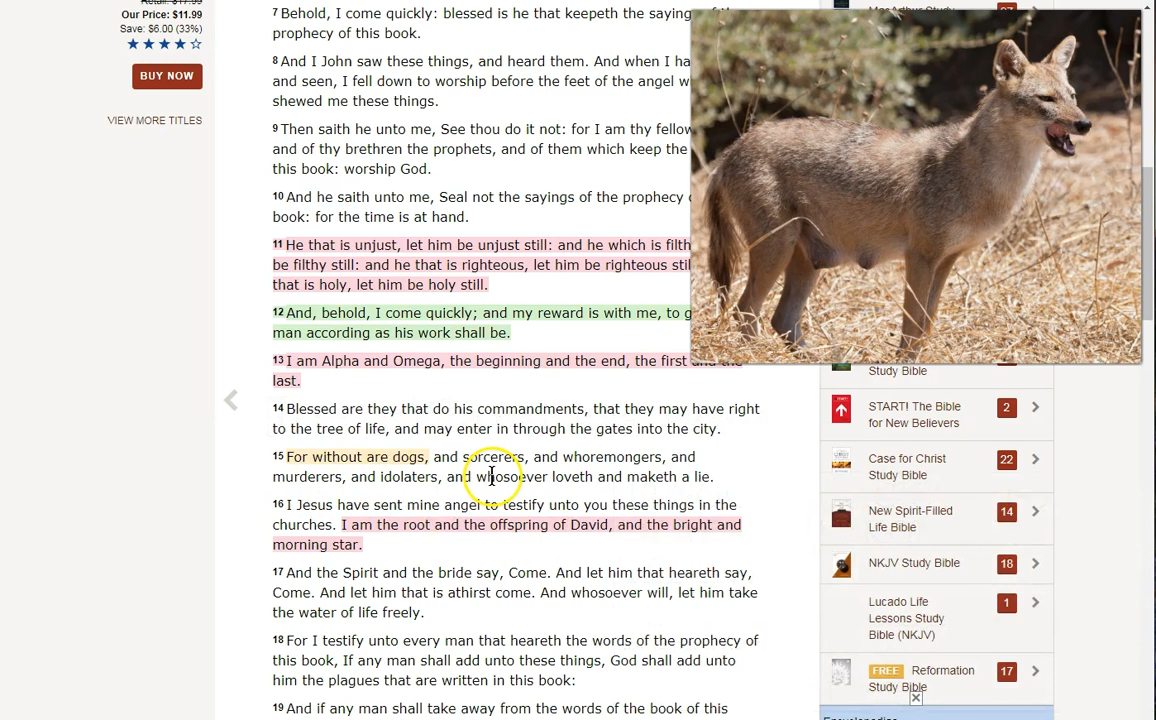 Retail: $17.99
Our Price: $11.99
Save: $6.00 (33%)
BUY NOW
VIEW MORE TITLES
7 Behold, I come quickly: blessed is he that keepeth the saying
prophecy of this book.
8 And I John saw these things, and heard them. And when I ha
and seen, I fell down to worship before the feet of the angel w
shewed me these things.
9 Then saith he unto me, See thou do it not: for I am thy fellow
and of thy brethren the prophets, and of them which keep the
this book: worship God.
10 And he saith unto me, Seal not the sayings of the prophecy
book: for the time is at hand.
11 He that is unjust, let him be unjust still: and he which is filth
be filthy still: and he that is righteous, let him be righteous stil
that is holy, let him be holy still.
12 And, behold, I come quickly; and my reward is with me, to g
man according as his work shall be.
13 I am Alpha and Omega, the beginning and the end, the first and the
last.
14 Blessed are they that do his commandments, that they may have right
to the tree of life, and may enter in through the gates into the city.
15 For without are dogs, and sorcerers, and whoremongers, and
murderers, and idolaters, and whosoever loveth and maketh a lie.
16 I Jesus have sent mine angel to testify unto you these things in the
churches. I am the root and the offspring of David, and the bright and
morning star.
17 And the Spirit and the bride say, Come. And let him that heareth say,
Come. And let him that is athirst come. And whosoever will, let him take
the water of life freely.
18 For I testify unto every man that heareth the words of the prophecy of
this book, If any man shall add unto these things, God shall add unto
him the plagues that are written in this book:
19 And if any man shall take away from the words of the book of this
Study Bible
START! The Bible
for New Believers
2
Case for Christ
Study Bible
22
New Spirit-Filled
Life Bible
14
NKJV Study Bible
18
Lucado Life
Lessons Study
Bible (NKJV)
1
FREE Reformation
Study Bible
17